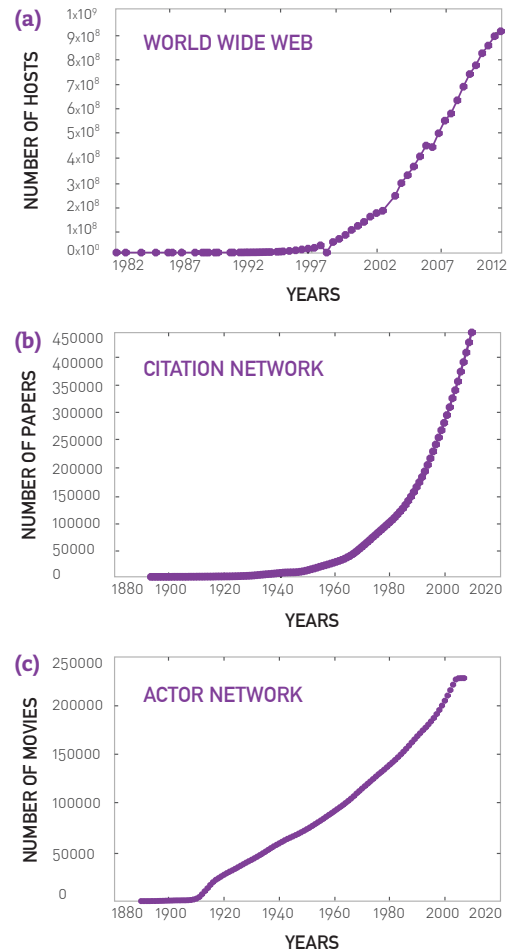 (a)
WORLD WIDE WEB
NUMBER OF HOSTS
1x10⁹
9x10⁸
8x10⁸
7x10⁸
6x10⁸
5x10⁸
4x10⁸
3x10⁸
2x10⁸
1x10⁸
0x10⁰
1982 1987 1992 1997 2002 2007 2012
YEARS
(b)
CITATION NETWORK
NUMBER OF PAPERS
450000
400000
350000
300000
250000
200000
150000
100000
50000
0
1880 1900 1920 1940 1960 1980 2000 2020
YEARS
(c)
ACTOR NETWORK
NUMBER OF MOVIES
250000
200000
150000
100000
50000
0
1880 1900 1920 1940 1960 1980 2000 2020
YEARS